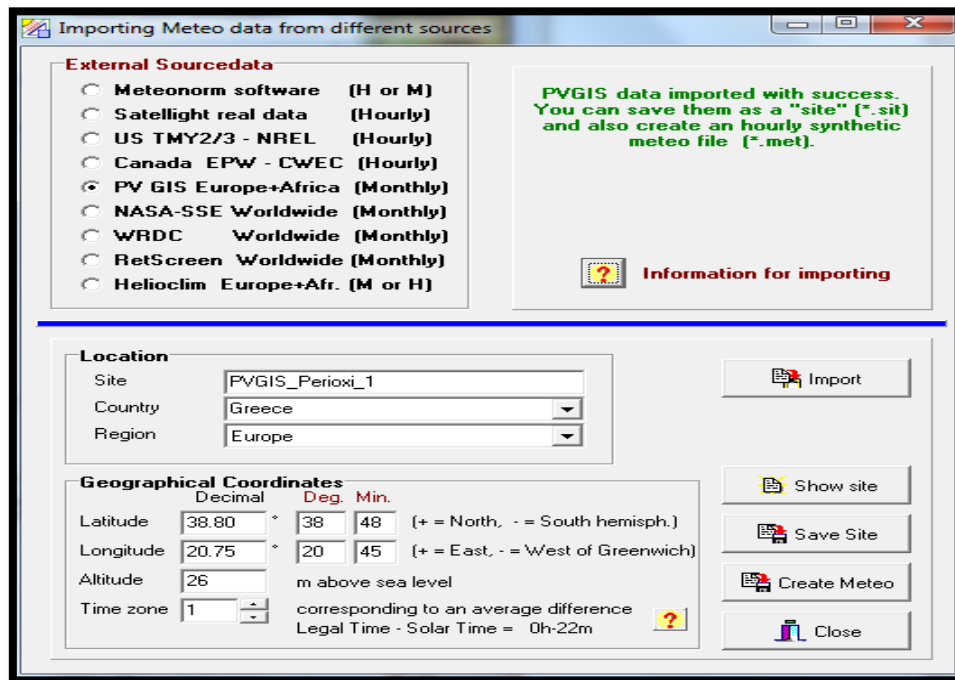 Importing Meteo data from different sources
External Sourcedata
Meteonorm software (H or M)
Satellight real data (Hourly)
US TMY2/3 - NREL (Hourly)
Canada EPW - CWEC (Hourly)
PV GIS Europe+Africa (Monthly)
NASA-SSE Worldwide (Monthly)
WRDC Worldwide (Monthly)
RetScreen Worldwide (Monthly)
Helioclim Europe+Afr. (M or H)
PVGIS data imported with success.
You can save them as a "site" (*.sit)
and also create an hourly synthetic
meteo file (*.met).
? Information for importing
Location
Site PVGIS_Perioxi_1
Country Greece
Region Europe
Import
Geographical Coordinates
Decimal Deg. Min.
Latitude 38.80 ° 38 48 (+ = North, - = South hemisph.)
Longitude 20.75 ° 20 45 (+ = East, - = West of Greenwich)
Altitude 26 m above sea level
Time zone 1 corresponding to an average difference
Legal Time - Solar Time = 0h-22m ?
Show site
Save Site
Create Meteo
Close